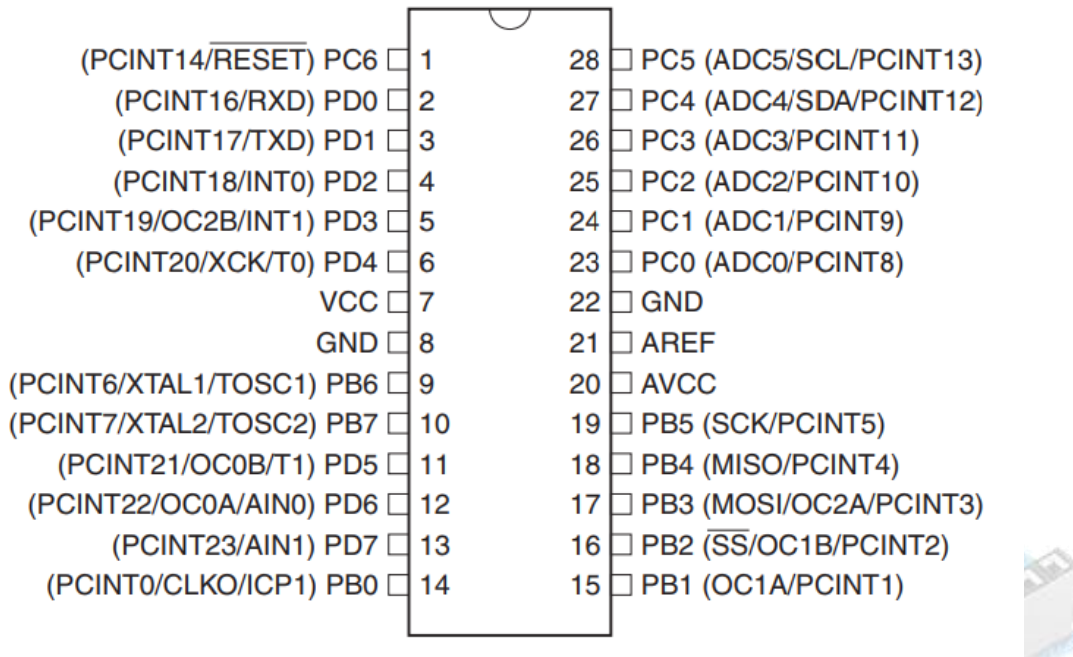 (PCINT14/RESET) PC6 1 28 PC5 (ADC5/SCL/PCINT13)
(PCINT16/RXD) PD0 2 27 PC4 (ADC4/SDA/PCINT12)
(PCINT17/TXD) PD1 3 26 PC3 (ADC3/PCINT11)
(PCINT18/INT0) PD2 4 25 PC2 (ADC2/PCINT10)
(PCINT19/OC2B/INT1) PD3 5 24 PC1 (ADC1/PCINT9)
(PCINT20/XCK/T0) PD4 6 23 PC0 (ADC0/PCINT8)
VCC 7 22 GND
GND 8 21 AREF
(PCINT6/XTAL1/TOSC1) PB6 9 20 AVCC
(PCINT7/XTAL2/TOSC2) PB7 10 19 PB5 (SCK/PCINT5)
(PCINT21/OC0B/T1) PD5 11 18 PB4 (MISO/PCINT4)
(PCINT22/OC0A/AIN0) PD6 12 17 PB3 (MOSI/OC2A/PCINT3)
(PCINT23/AIN1) PD7 13 16 PB2 (SS/OC1B/PCINT2)
(PCINT0/CLKO/ICP1) PB0 14 15 PB1 (OC1A/PCINT1)